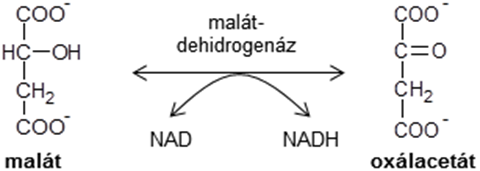 COO⁻
HC—OH
CH₂
COO⁻
malát
malát-
dehidrogenáz
NAD
NADH
COO⁻
C=O
CH₂
COO⁻
oxálacetát